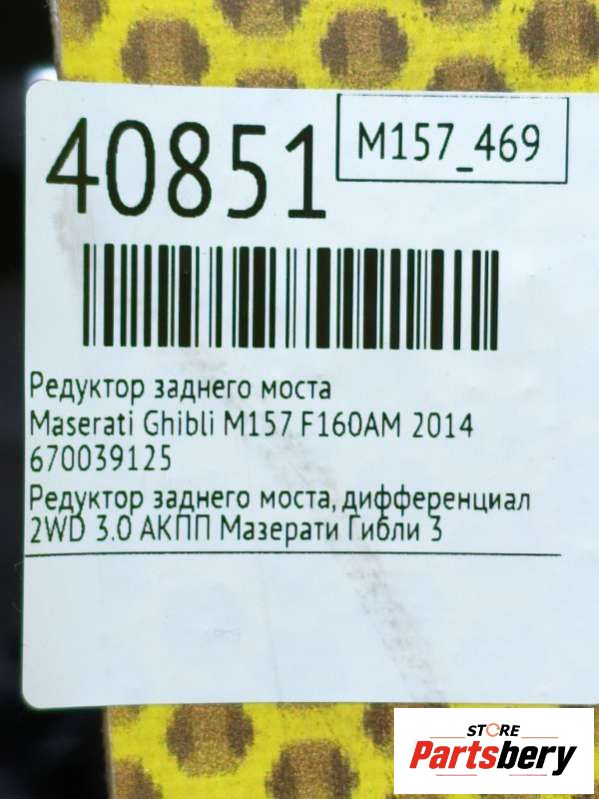 40851
M157_469
Редуктор заднего моста
Maserati Ghibli M157 F160AM 2014
670039125
Редуктор заднего моста, дифференциал
2WD 3.0 АКПП Мазерати Гибли 3
STORE
Partsbery